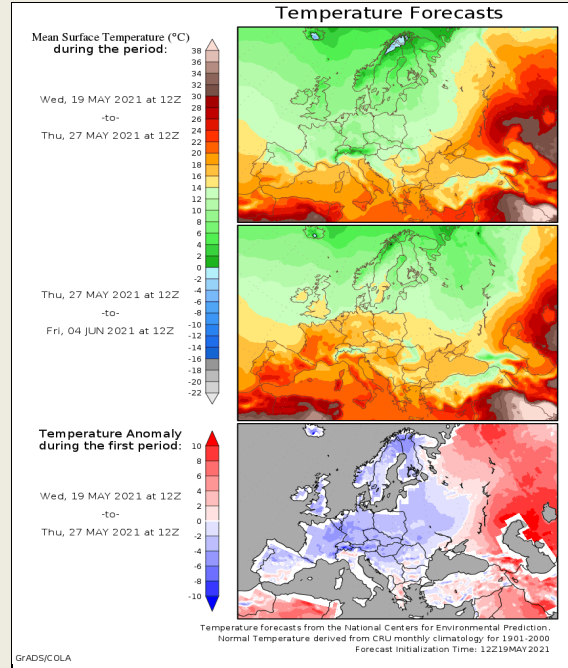 Temperature Forecasts
Mean Surface Temperature (°C)
during the period:
Wed, 19 MAY 2021 at 12Z
-to-
Thu, 27 MAY 2021 at 12Z
38
36
34
32
30
28
26
24
22
20
18
16
14
12
10
8
6
4
2
0
-2
-4
-6
-8
-10
-12
-14
-16
-20
-22
Thu, 27 MAY 2021 at 12Z
-to-
Fri, 04 JUN 2021 at 12Z
Temperature Anomaly
during the first period:
Wed, 19 MAY 2021 at 12Z
-to-
Thu, 27 MAY 2021 at 12Z
10
8
6
4
2
0
-2
-4
-6
-8
-10
Temperature forecasts from the National Centers for Environmental Prediction.
Normal Temperature derived from CRU monthly climatology for 1901-2000
Forecast Initialization Time: 12Z19MAY2021
GrADS/COLA